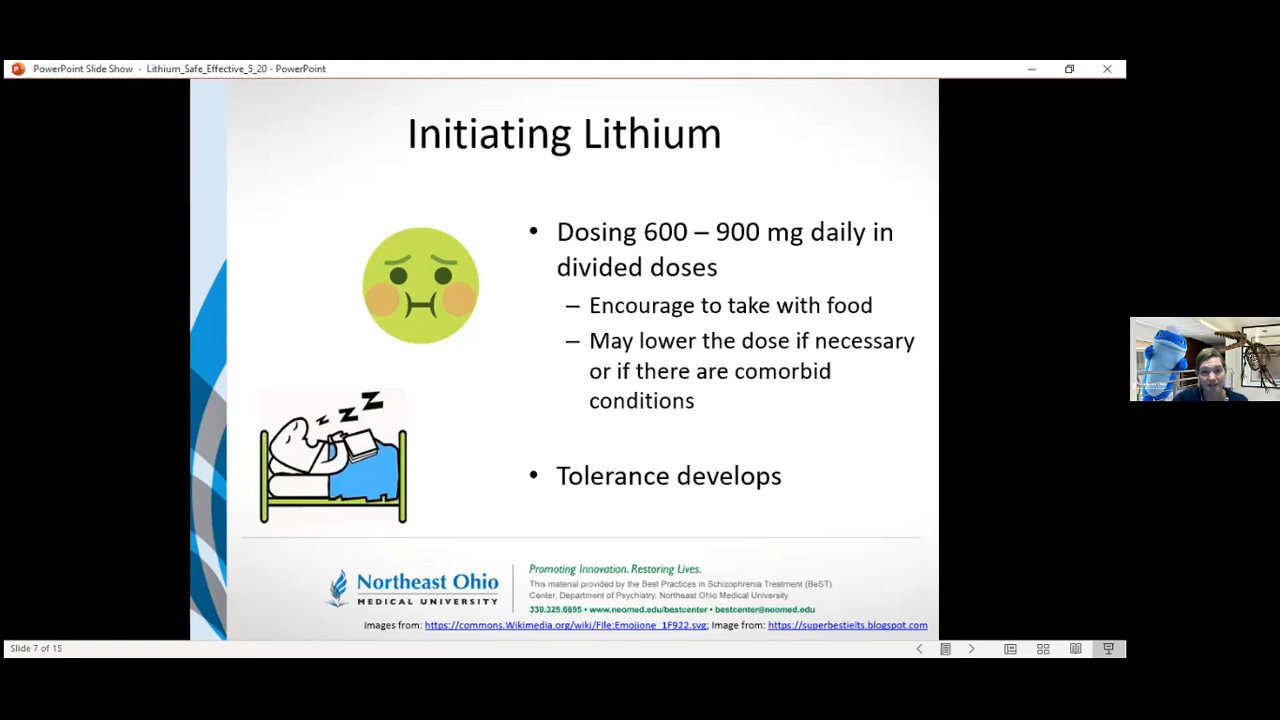 PowerPoint Slide Show - Lithium_Safe_Effective_5_20 - PowerPoint
Initiating Lithium
• Dosing 600 – 900 mg daily in
divided doses
– Encourage to take with food
– May lower the dose if necessary
or if there are comorbid
conditions
z z z
• Tolerance develops
Northeast Ohio
MEDICAL UNIVERSITY
Promoting Innovation. Restoring Lives.
This material provided by the Best Practices in Schizophrenia Treatment (BeST)
Center, Department of Psychiatry, Northeast Ohio Medical University
330.325.6695 • www.neomed.edu/bestcenter • bestcenter@neomed.edu
Images from: https://commons.Wikimedia.org/wiki/File:Emojione_1F922.svg; Image from: https://superbestielts.blogspot.com
Slide 7 of 15